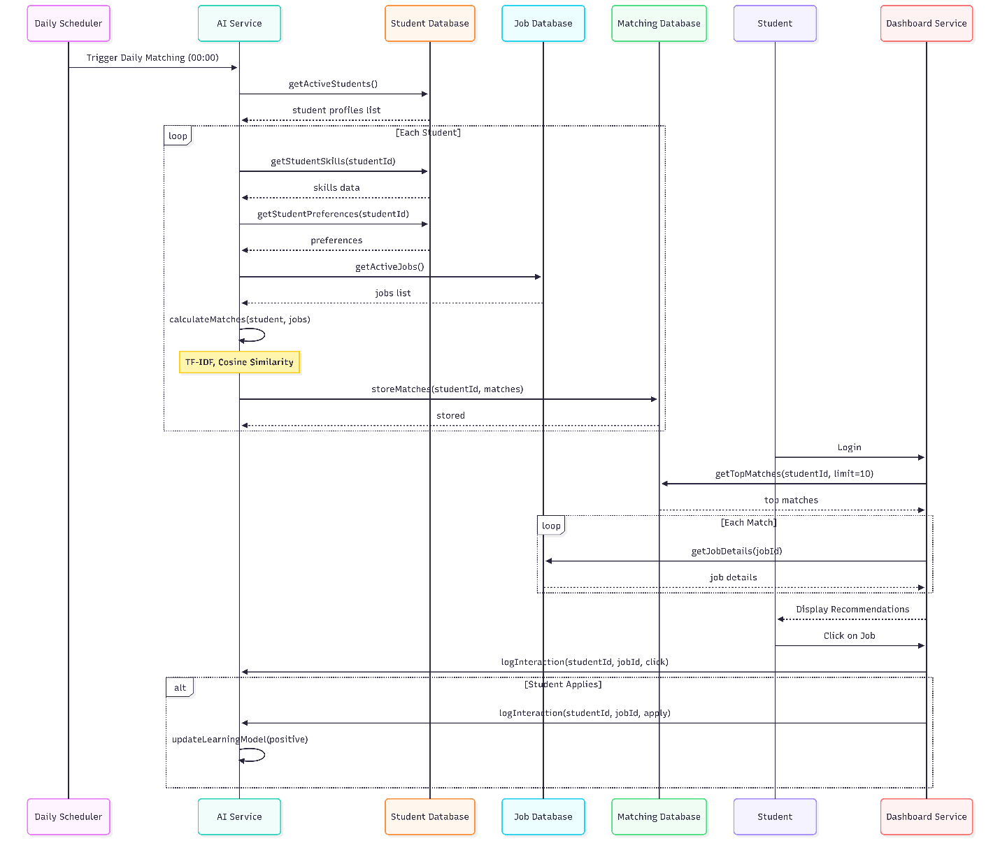 Daily Scheduler
AI Service
Student Database
Job Database
Matching Database
Student
Dashboard Service
Trigger Daily Matching (00:00)
getActiveStudents()
student profiles list
loop
[Each Student]
getStudentSkills(studentId)
skills data
getStudentPreferences(studentId)
preferences
getActiveJobs()
jobs list
calculateMatches(student, jobs)
TF-IDF, Cosine Similarity
storeMatches(studentId, matches)
stored
Login
getTopMatches(studentId, limit=10)
top matches
loop
[Each Match]
getJobDetails(jobId)
job details
Display Recommendations
Click on Job
logInteraction(studentId, jobId, click)
alt
[Student Applies]
logInteraction(studentId, jobId, apply)
updateLearningModel(positive)
Daily Scheduler
AI Service
Student Database
Job Database
Matching Database
Student
Dashboard Service